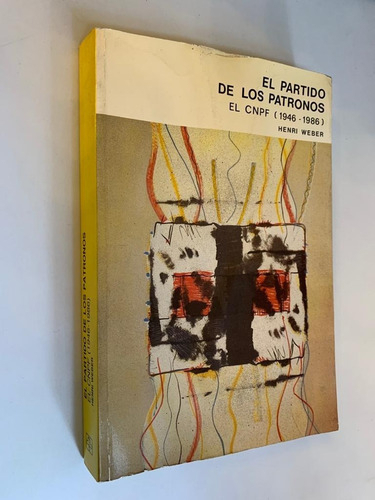 EL PARTIDO
DE LOS PATRONOS
EL CNPF (1946-1986)
HENRI WEBER
EL PARTIDO DE LOS PATRONOS
EL CNPF (1946-1986)
HENRI WEBER